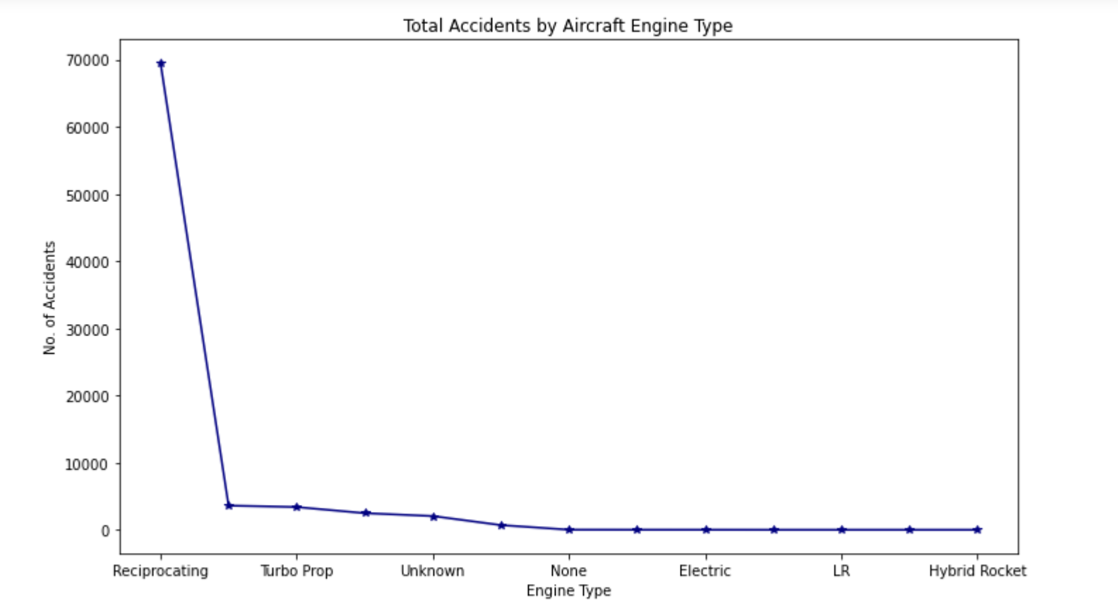 Total Accidents by Aircraft Engine Type
70000
60000
50000
40000
30000
20000
10000
0
No. of Accidents
Reciprocating Turbo Prop Unknown None Electric LR Hybrid Rocket
Engine Type